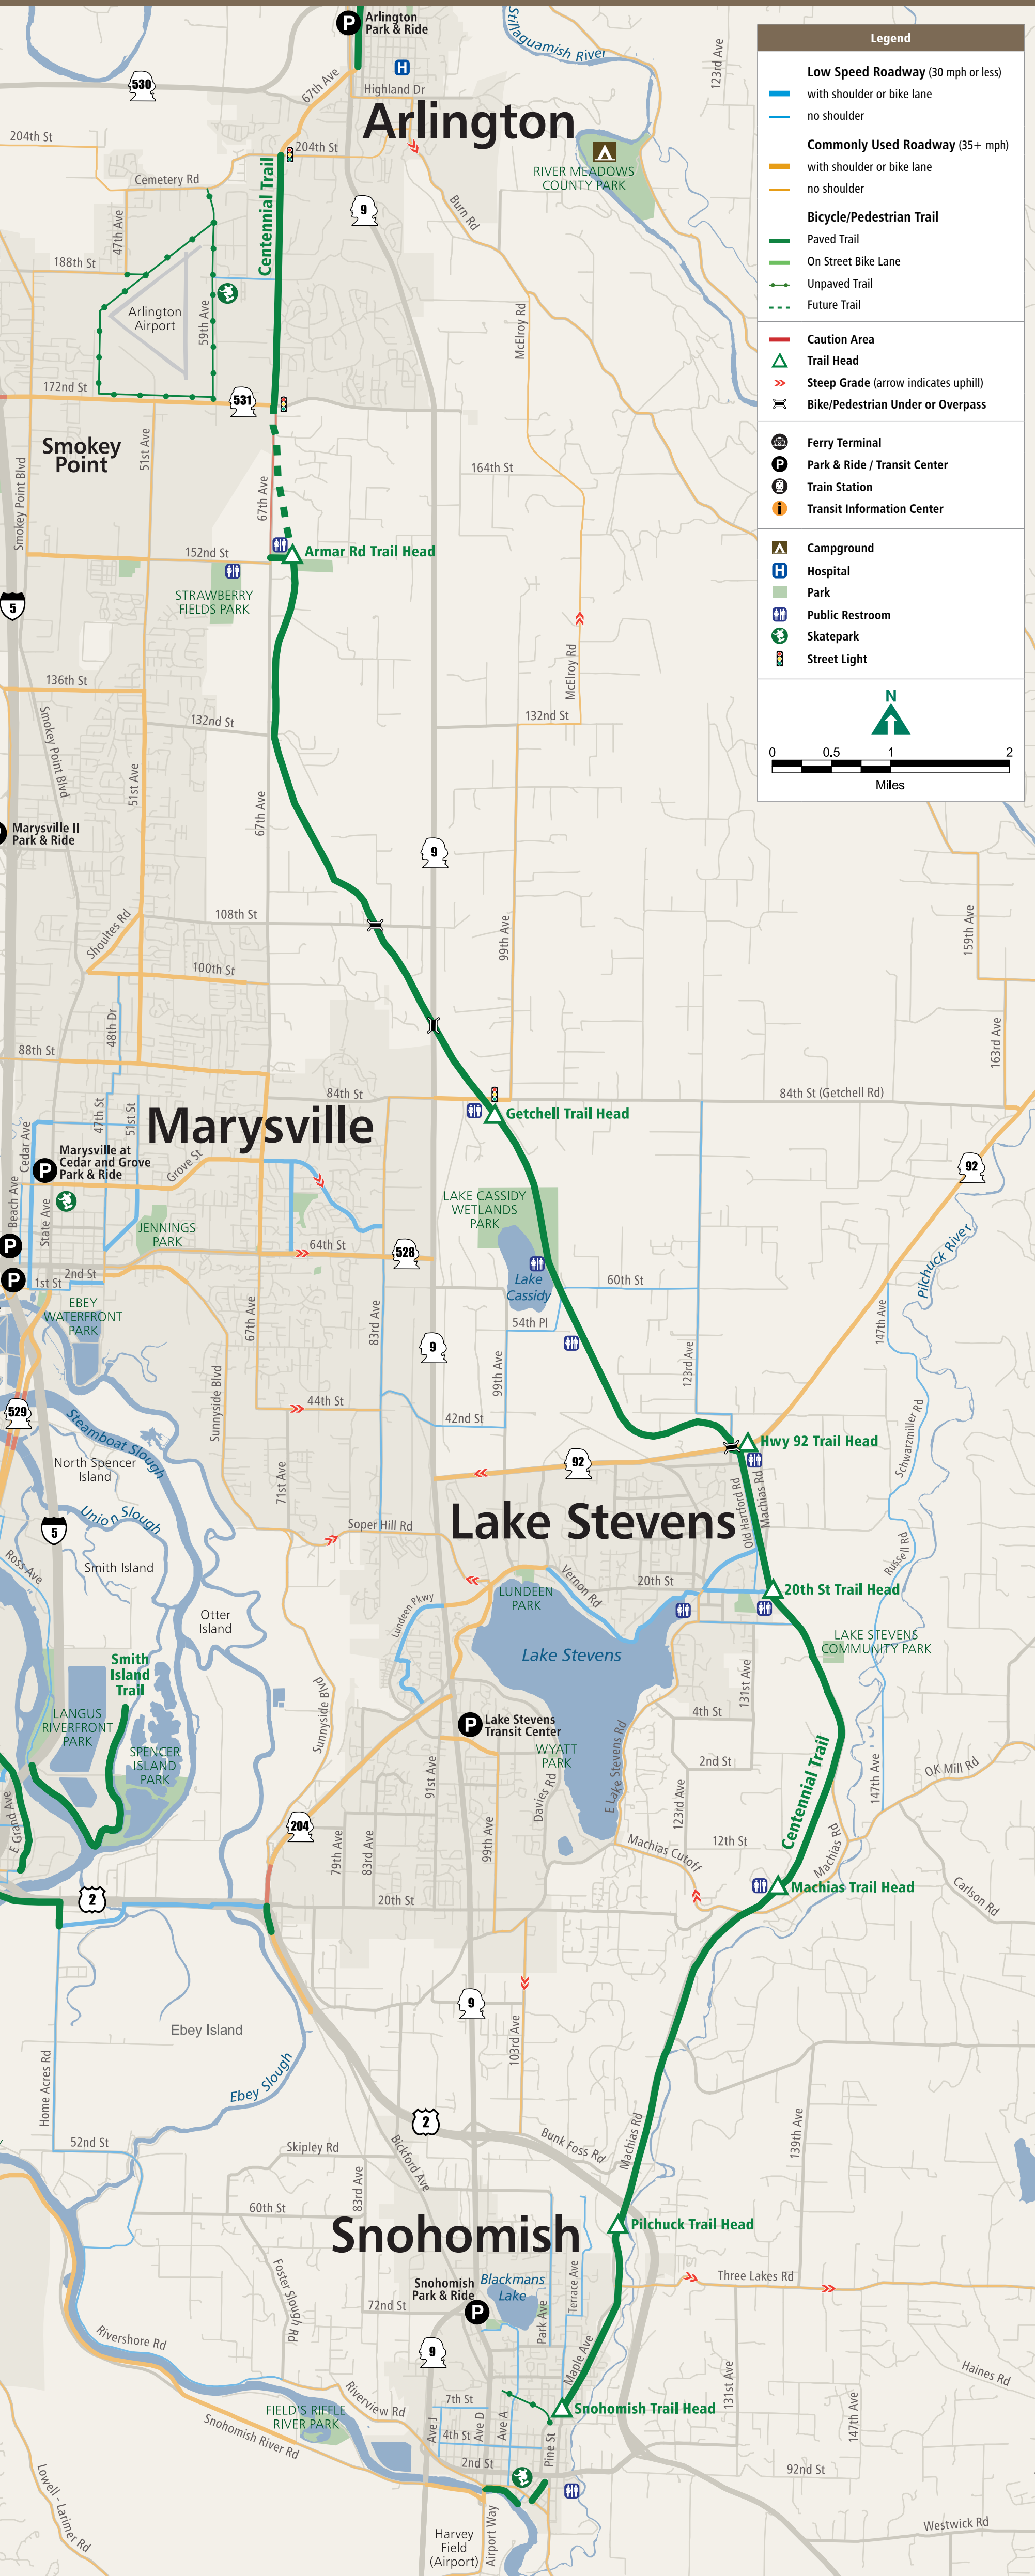 Arlington
Park & Ride
Stillaguamish River
123rd Ave
Legend
Low Speed Roadway (30 mph or less)
with shoulder or bike lane
no shoulder
Commonly Used Roadway (35+ mph)
with shoulder or bike lane
no shoulder
Bicycle/Pedestrian Trail
Paved Trail
On Street Bike Lane
Unpaved Trail
Future Trail
Caution Area
Trail Head
Steep Grade (arrow indicates uphill)
Bike/Pedestrian Under or Overpass
Ferry Terminal
P
Park & Ride / Transit Center
Train Station
i
Transit Information Center
Campground
H
Hospital
Park
Public Restroom
Skatepark
Street Light
N
0
0.5
1
2
Miles
P
H
530
67th Ave
Highland Dr
Arlington
204th St
204th St
RIVER MEADOWS
COUNTY PARK
Cemetery Rd
Centennial Trail
9
Burn Rd
47th Ave
188th St
Arlington
Airport
59th Ave
McElroy Rd
172nd St
531
Smokey
Point
51st Ave
Smokey Point Blvd
164th St
67th Ave
152nd St
Armar Rd Trail Head
STRAWBERRY
FIELDS PARK
5
McElroy Rd
136th St
132nd St
132nd St
Smokey Point Blvd
51st Ave
67th Ave
Marysville II
Park & Ride
9
108th St
Shoultes Rd
99th Ave
159th Ave
100th St
48th Dr
163rd Ave
88th St
84th St
84th St (Getchell Rd)
Getchell Trail Head
47th St
51st St
Marysville
Cedar Ave
Marysville at
Cedar and Grove
Park & Ride
P
Grove St
92
Beach Ave
State Ave
LAKE CASSIDY
WETLANDS
PARK
JENNINGS
PARK
64th St
528
P
P
Pilchuck River
2nd St
1st St
Lake
Cassidy
60th St
EBEY
WATERFRONT
PARK
67th Ave
83rd Ave
54th Pl
147th Ave
9
99th Ave
123rd Ave
Sunnyside Blvd
529
44th St
42nd St
Steamboat Slough
Schwarzmiller Rd
Hwy 92 Trail Head
North Spencer
Island
92
71st Ave
Old Hartford Rd
Machias Rd
Union Slough
5
Lake Stevens
Soper Hill Rd
Ross Ave
Smith Island
Russell Rd
Vernon Rd
20th St
20th St Trail Head
LUNDEEN
PARK
Lundeen Pkwy
Otter
Island
LAKE STEVENS
COMMUNITY PARK
Lake Stevens
Smith
Island
Trail
131st Ave
Sunnyside Blvd
LANGUS
RIVERFRONT
PARK
4th St
P
Lake Stevens
Transit Center
SPENCER
ISLAND
PARK
WYATT
PARK
E Lake Stevens Rd
2nd St
Centennial Trail
OK Mill Rd
91st Ave
Davies Rd
123rd Ave
147th Ave
E Grand Ave
204
79th Ave
83rd Ave
99th Ave
12th St
Machias Cutoff
Machias Rd
Machias Trail Head
Carlson Rd
2
20th St
9
Ebey Island
103rd Ave
Home Acres Rd
Ebey Slough
2
52nd St
Skipley Rd
Bickford Ave
Bunk Foss Rd
Machias Rd
139th Ave
83rd Ave
60th St
Snohomish
Pilchuck Trail Head
Foster Slough Rd
Snohomish
Park & Ride
P
Blackmans
Lake
Terrace Ave
Three Lakes Rd
72nd St
Park Ave
Rivershore Rd
9
Maple Ave
131st Ave
Haines Rd
Riverview Rd
7th St
Snohomish Trail Head
147th Ave
FIELD'S RIFFLE
RIVER PARK
Snohomish River Rd
Ave J
4th St
Ave D
Ave A
Pine St
2nd St
92nd St
Lowell - Larimer Rd
Airport Way
Harvey
Field
(Airport)
Westwick Rd